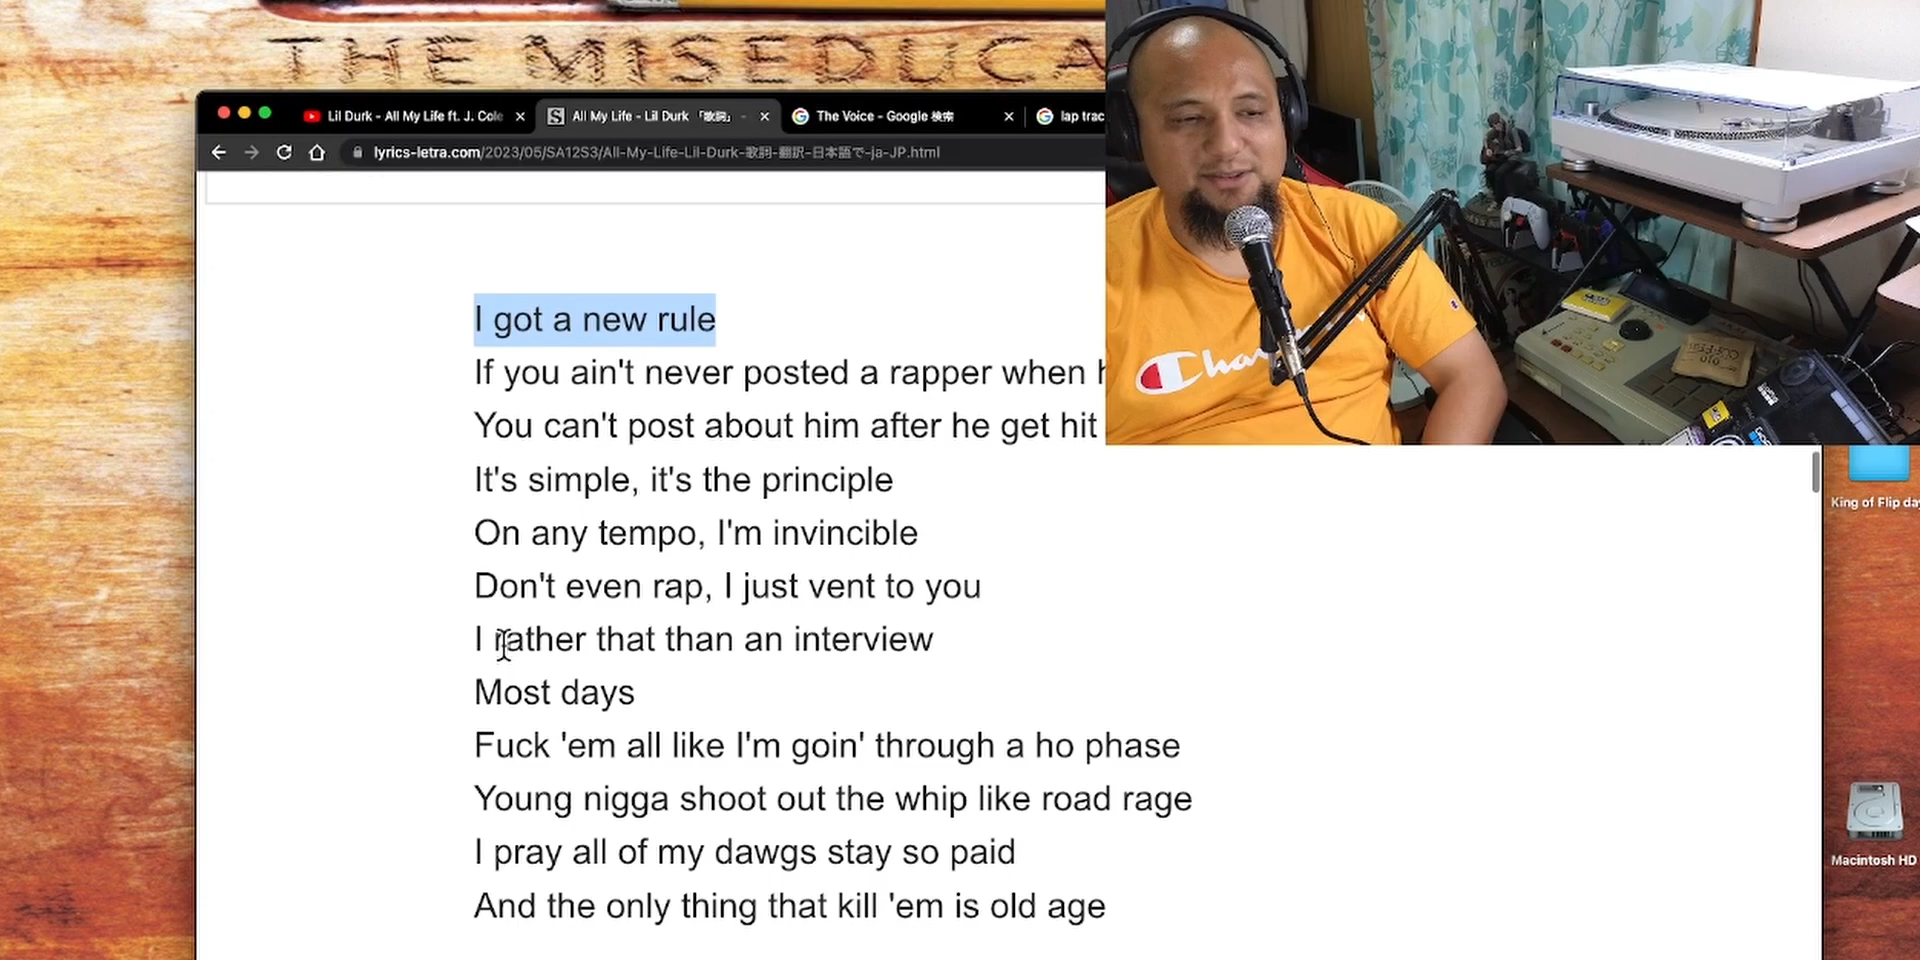 THE MISEDUCA
Lil Durk - All My Life ft. J. Cole
All My Life - Lil Durk 「歌詞」 -
The Voice - Google 検索
lap trac
lyrics-letra.com/2023/05/SA12S3/All-My-Life-Lil-Durk-歌詞-翻訳-日本語で-ja-JP.html
I got a new rule
If you ain't never posted a rapper when h
You can't post about him after he get hit
It's simple, it's the principle
On any tempo, I'm invincible
Don't even rap, I just vent to you
I rather that than an interview
Most days
Fuck 'em all like I'm goin' through a ho phase
Young nigga shoot out the whip like road rage
I pray all of my dawgs stay so paid
And the only thing that kill 'em is old age
Cham
King of Flip day
Macintosh HD